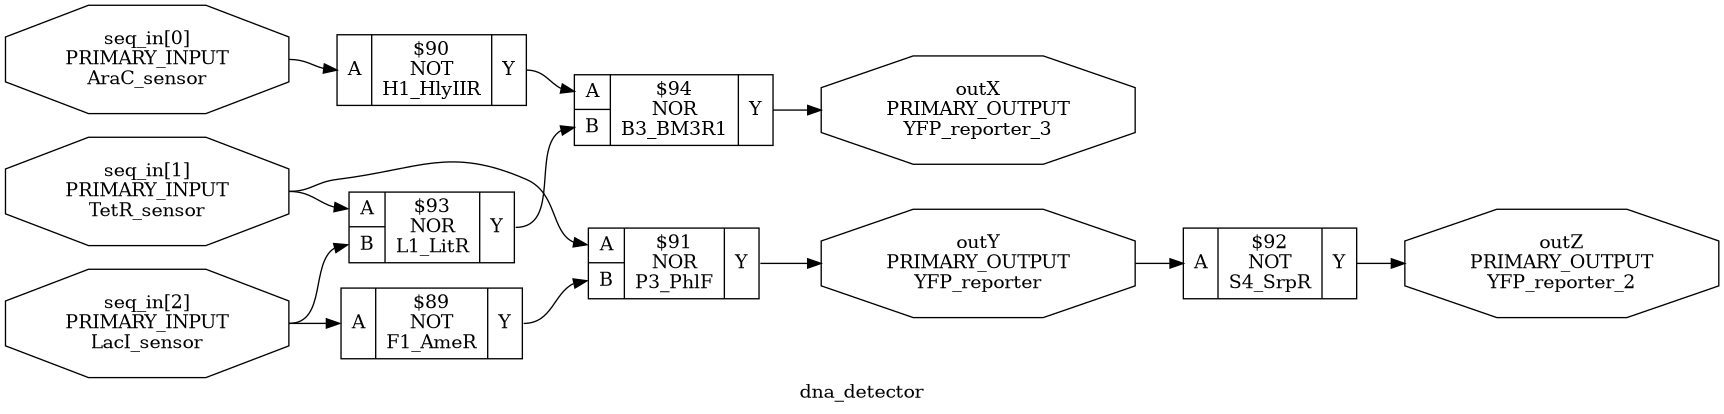 seq_in[0]
PRIMARY_INPUT
AraC_sensor
A
$90
NOT
H1_HlyIIR
Y
A
B
$94
NOR
B3_BM3R1
Y
outX
PRIMARY_OUTPUT
YFP_reporter_3
seq_in[1]
PRIMARY_INPUT
TetR_sensor
A
B
$93
NOR
L1_LitR
Y
A
B
$91
NOR
P3_PhlF
Y
outY
PRIMARY_OUTPUT
YFP_reporter
A
$92
NOT
S4_SrpR
Y
outZ
PRIMARY_OUTPUT
YFP_reporter_2
seq_in[2]
PRIMARY_INPUT
LacI_sensor
A
$89
NOT
F1_AmeR
Y
dna_detector